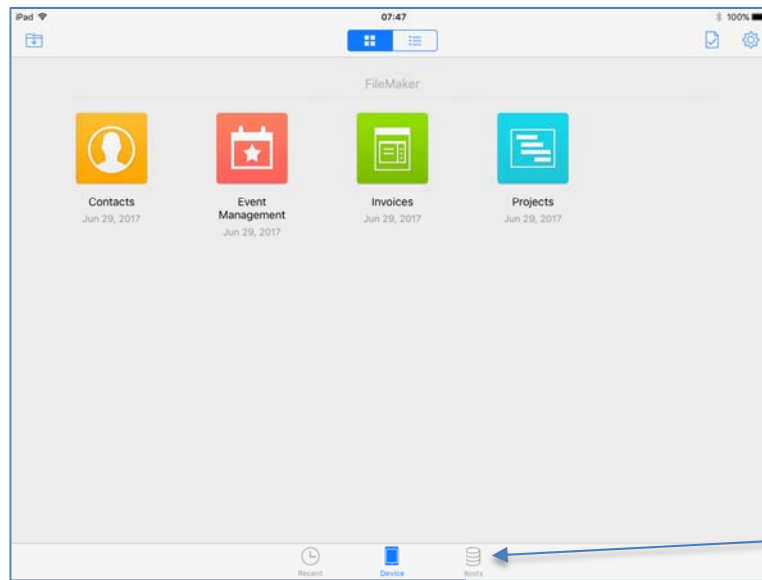 iPad 07:47 100%
FileMaker
Contacts
Jun 29, 2017
Event
Management
Jun 29, 2017
Invoices
Jun 29, 2017
Projects
Jun 29, 2017
Recent Device Hosts